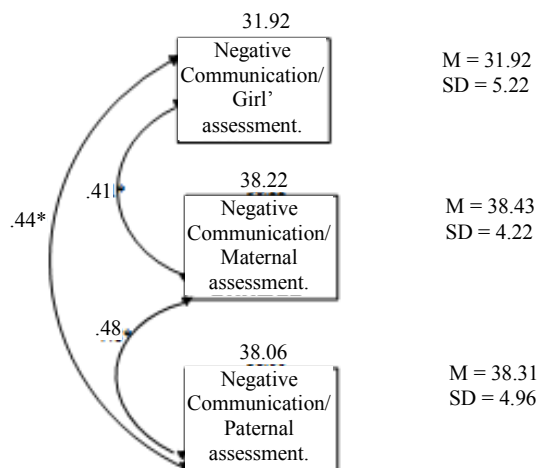 31.92
Negative
Communication/
Girl’
assessment.
M = 31.92
SD = 5.22
.41
.44*
38.22
Negative
Communication/
Maternal
assessment.
M = 38.43
SD = 4.22
.48
38.06
Negative
Communication/
Paternal
assessment.
M = 38.31
SD = 4.96